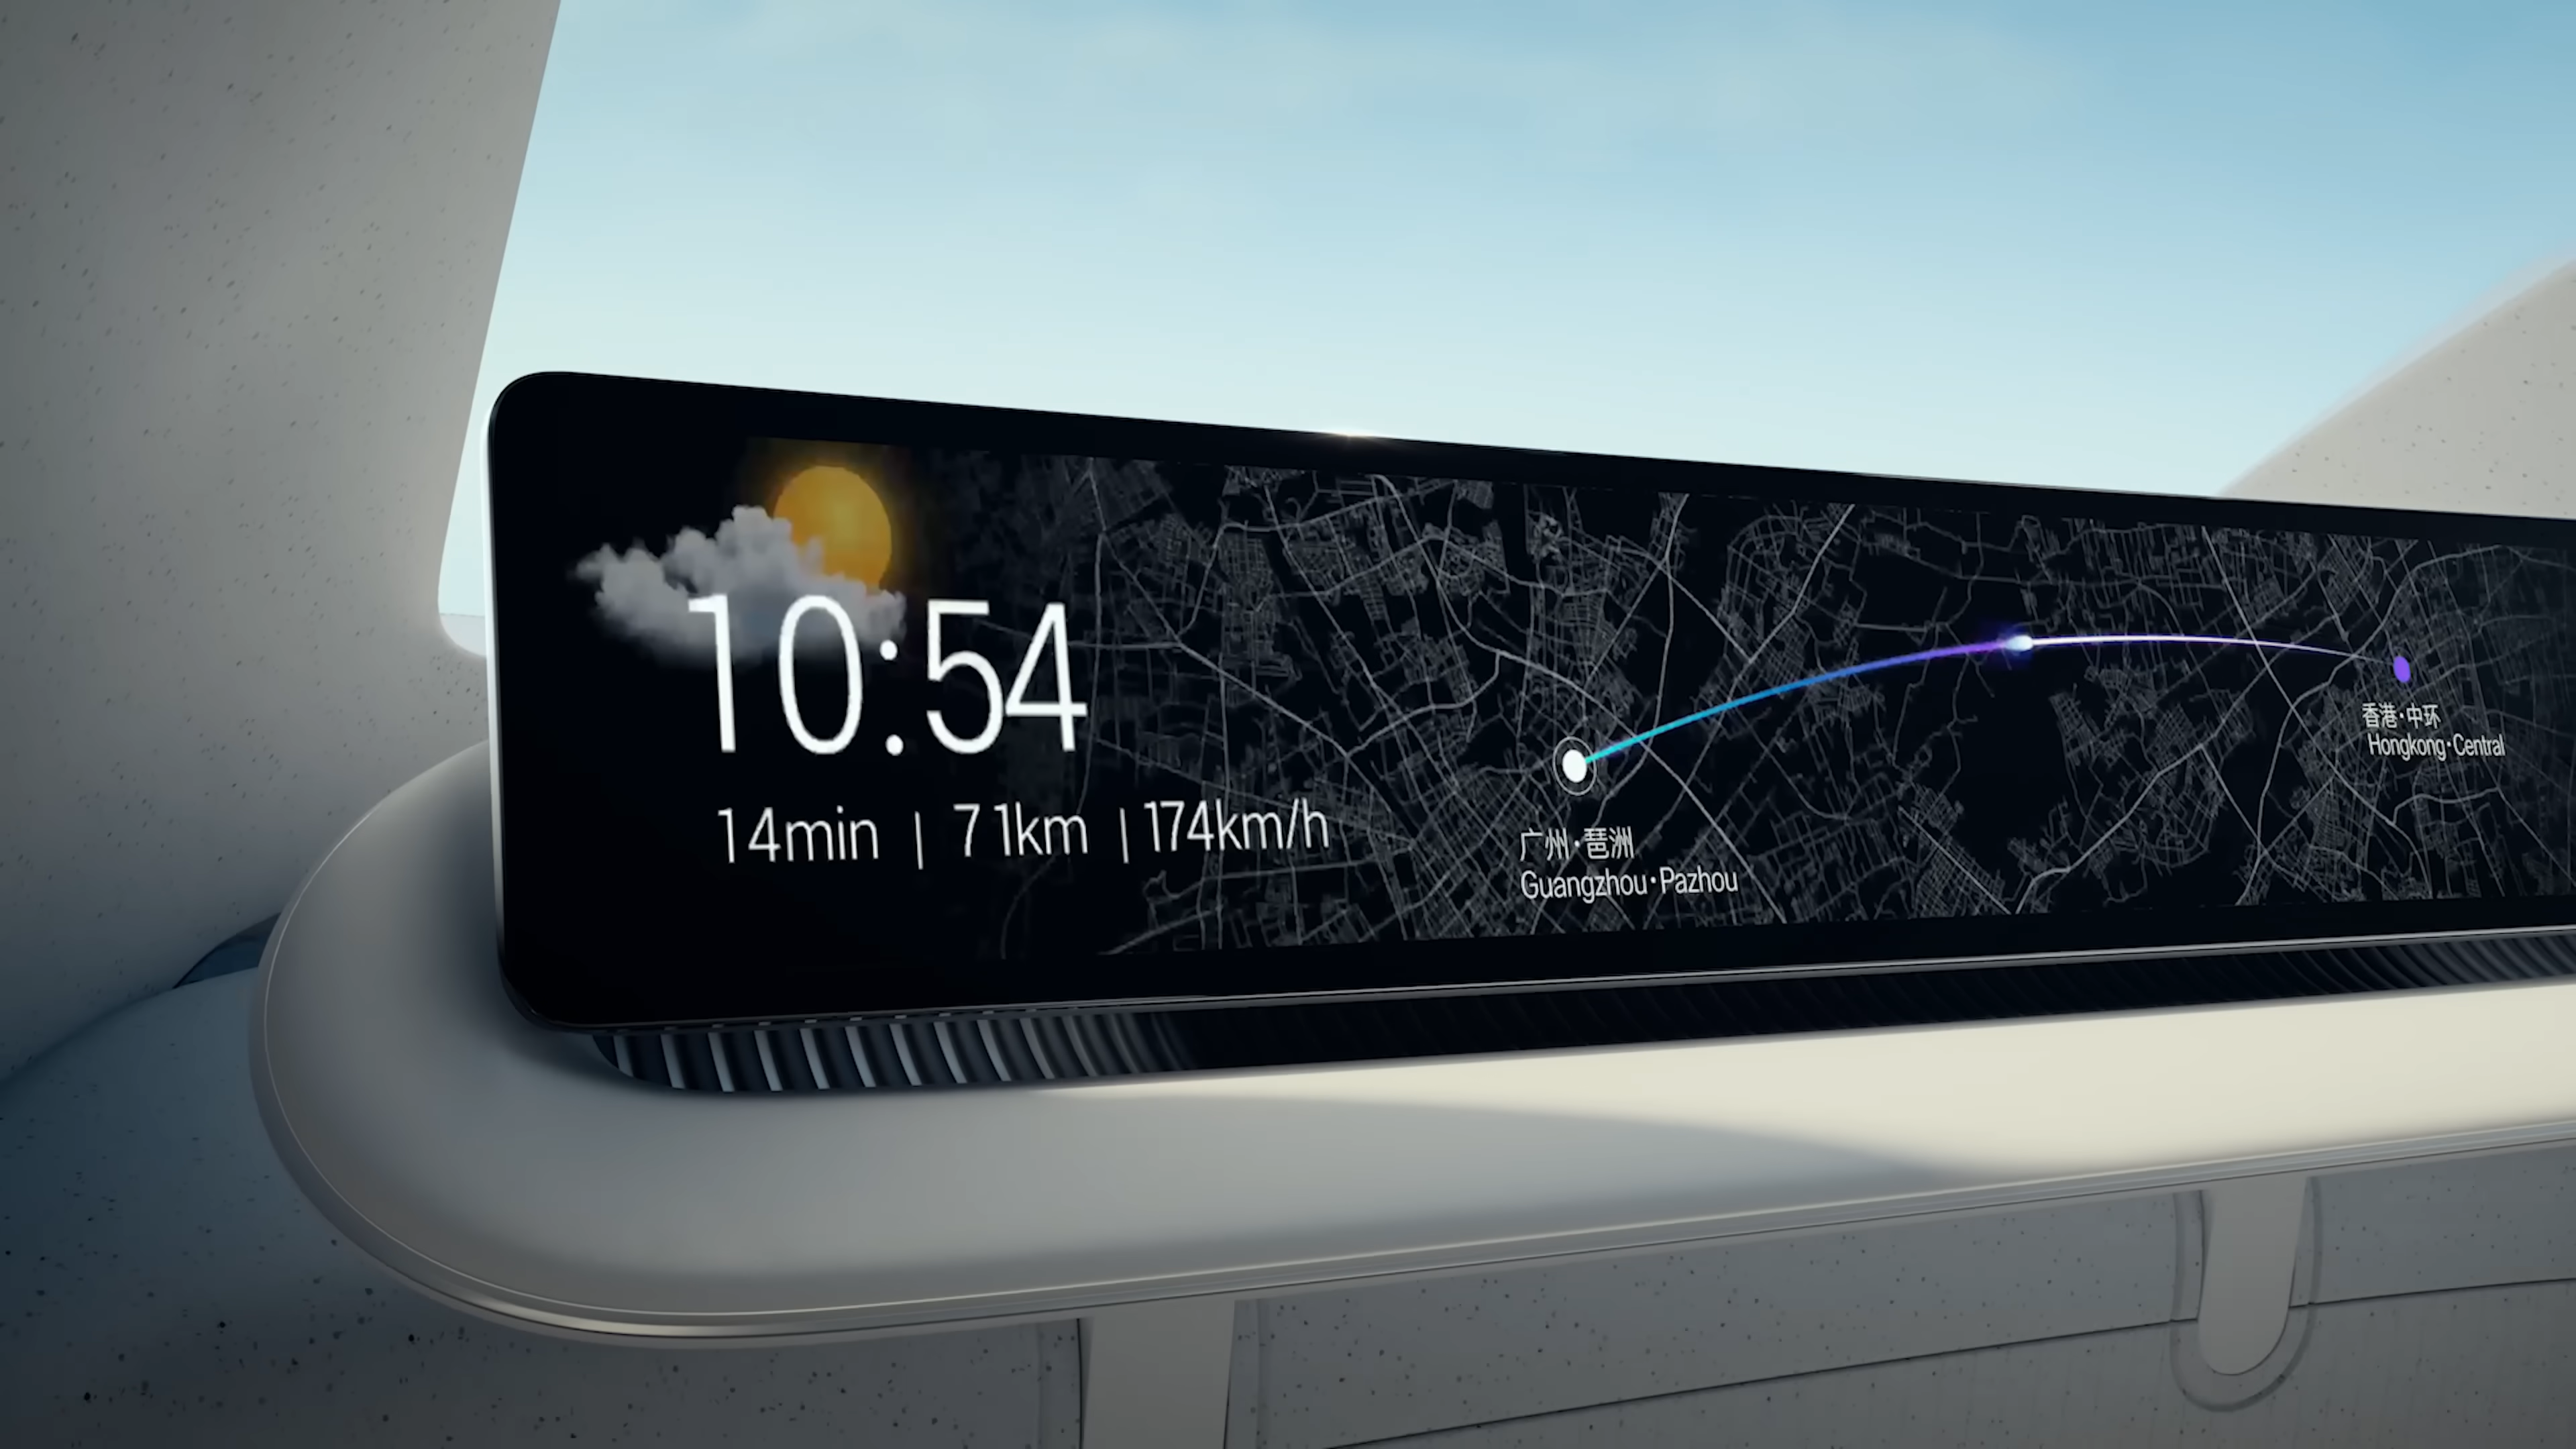 10:54
14min | 71km | 174km/h
广州·琶洲
Guangzhou·Pazhou
香港·中环
Hongkong·Central